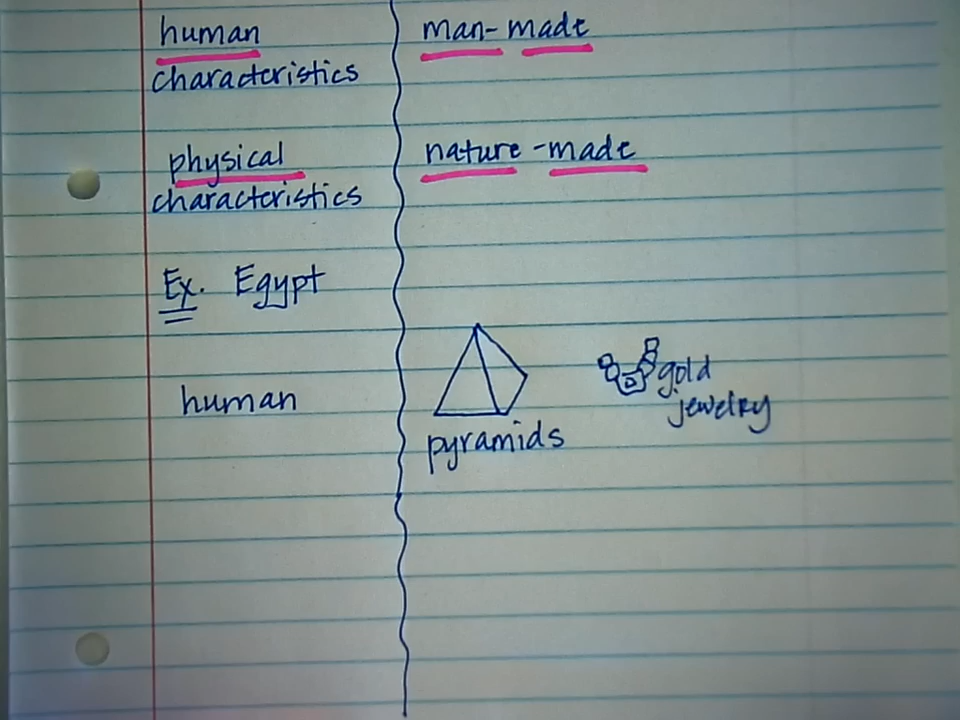 human man-made
characteristics
physical nature-made
characteristics
Ex. Egypt
human
pyramids
gold
jewelry